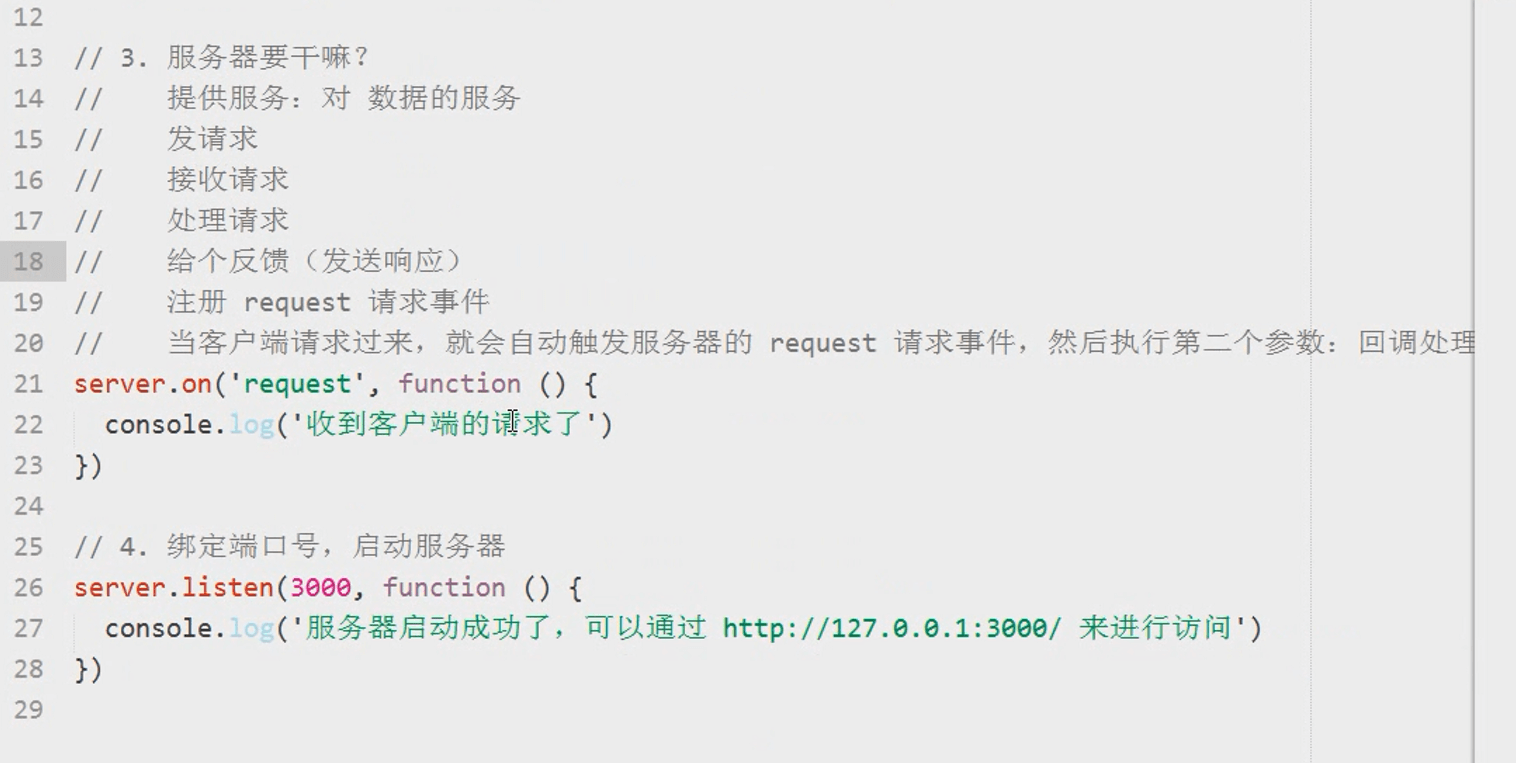 12
13 // 3. 服务器要干嘛?
14 //    提供服务: 对 数据的服务
15 //    发请求
16 //    接收请求
17 //    处理请求
18 //    给个反馈（发送响应）
19 //    注册 request 请求事件
20 //    当客户端请求过来，就会自动触发服务器的 request 请求事件，然后执行第二个参数: 回调处理
21 server.on('request', function () {
22   console.log('收到客户端的请求了')
23 })
24
25 // 4. 绑定端口号，启动服务器
26 server.listen(3000, function () {
27   console.log('服务器启动成功了，可以通过 http://127.0.0.1:3000/ 来进行访问')
28 })
29